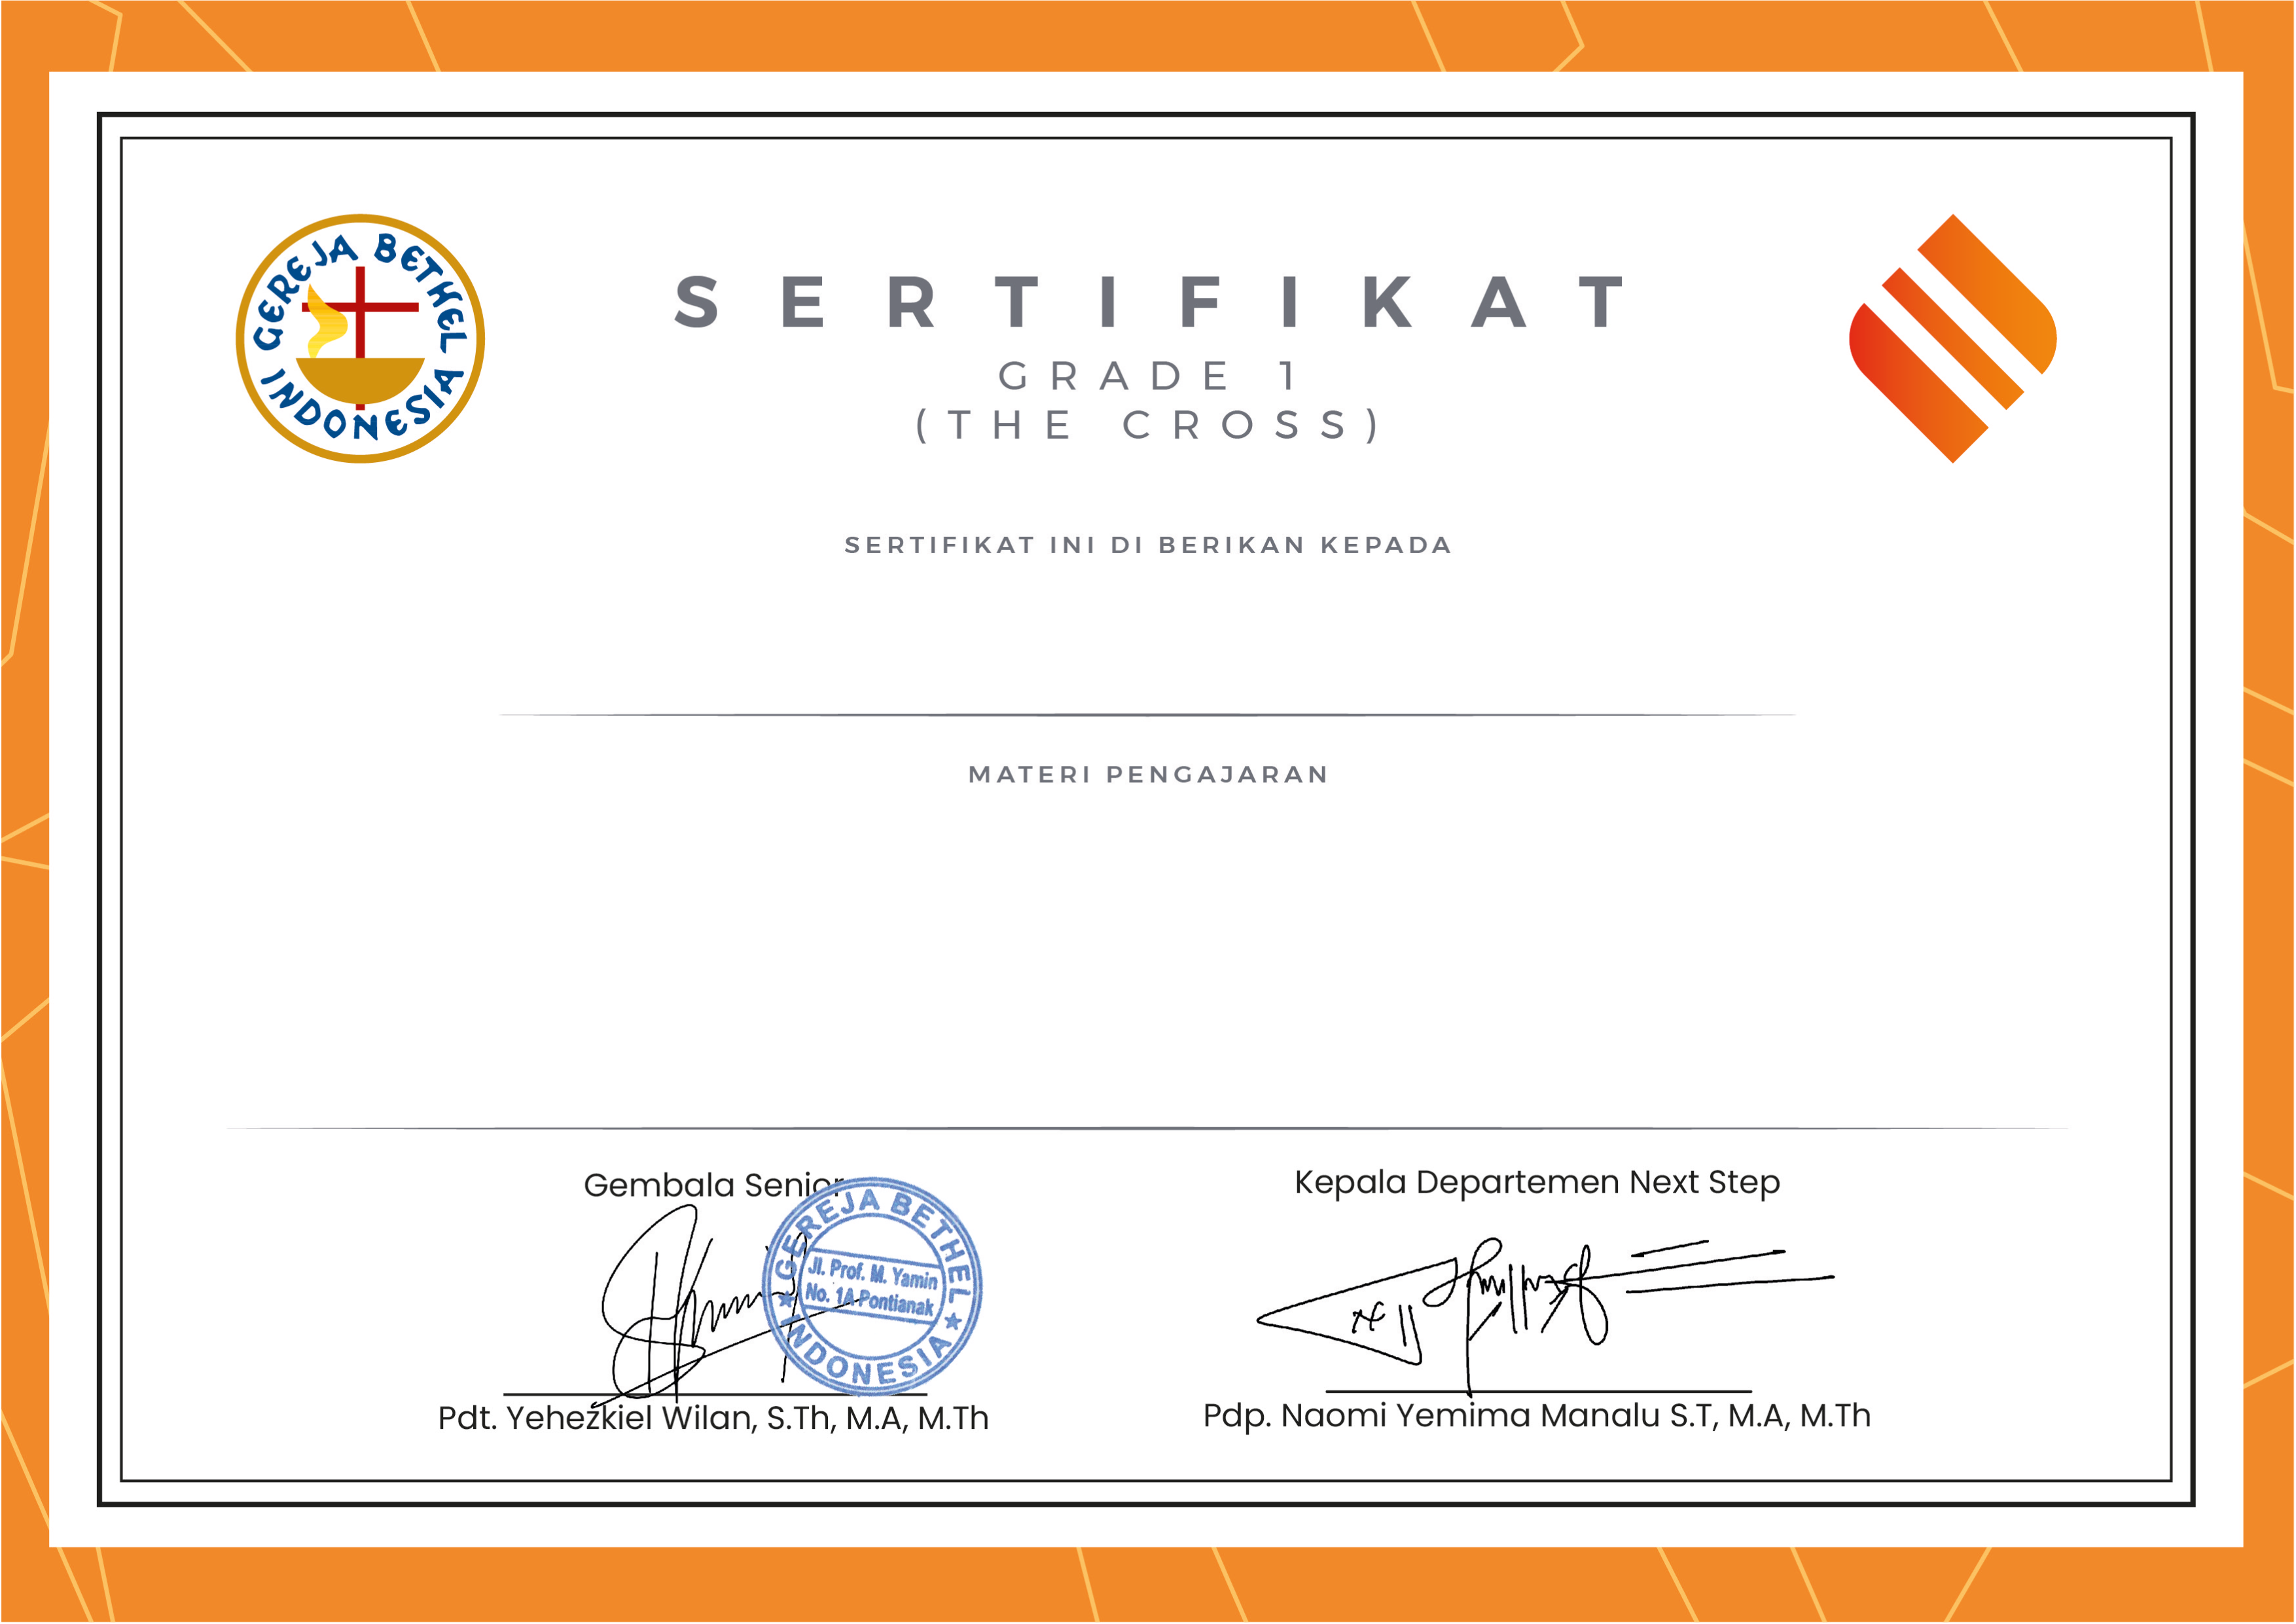 GEREJA BETHEL
INDONESIA
SERTIFIKAT
GRADE 1
(THE CROSS)
SERTIFIKAT INI DI BERIKAN KEPADA
MATERI PENGAJARAN
Gembala Senior
GEREJA BETHEL
Jl. Prof. M. Yamin
No. 1A Pontianak
INDONESIA
Pdt. Yehezkiel Wilan, S.Th, M.A, M.Th
Kepala Departemen Next Step
Pdp. Naomi Yemima Manalu S.T, M.A, M.Th